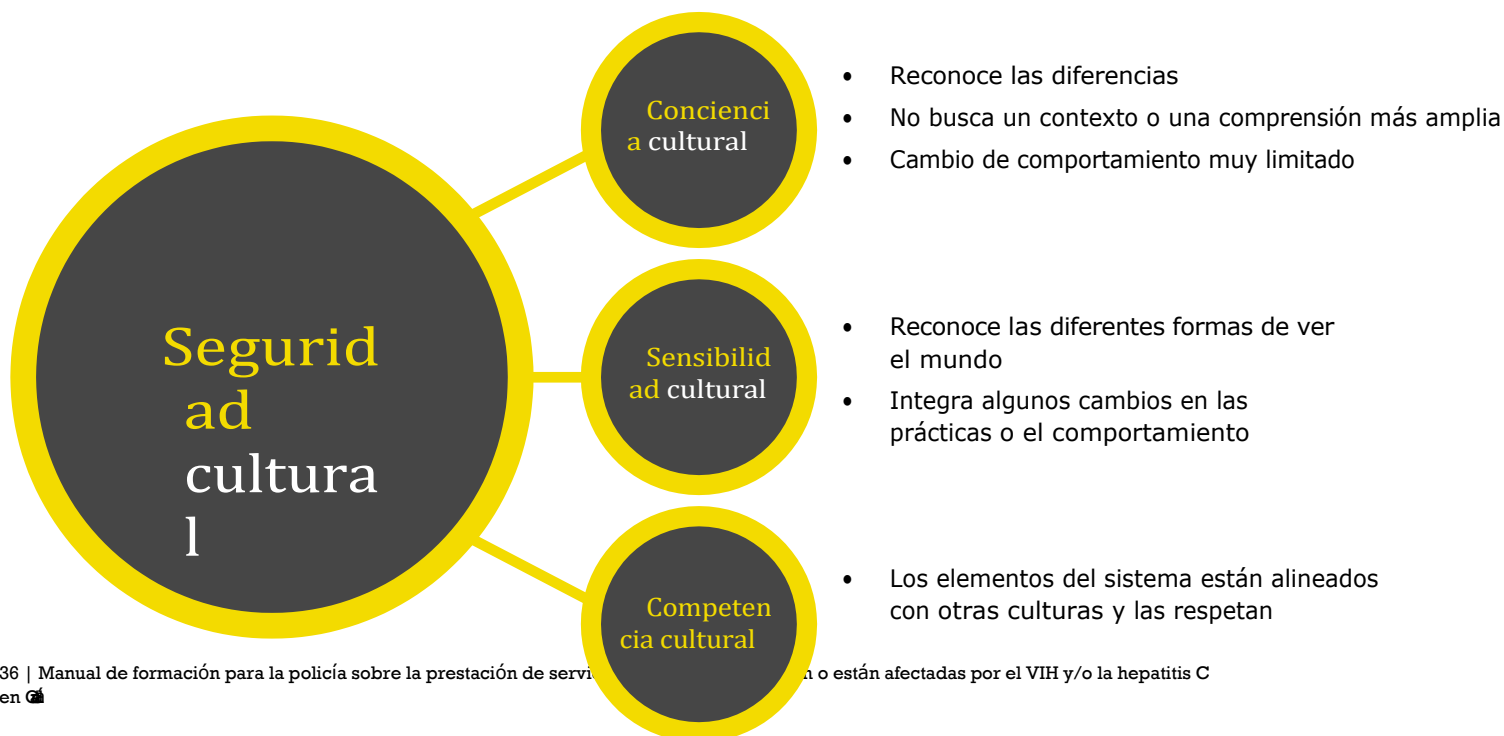 Concienci
a cultural
• Reconoce las diferencias
• No busca un contexto o una comprensión más amplia
• Cambio de comportamiento muy limitado
Segurid
ad
cultura
l
Sensibilid
ad cultural
• Reconoce las diferentes formas de ver
el mundo
• Integra algunos cambios en las
prácticas o el comportamiento
Competen
cia cultural
• Los elementos del sistema están alineados
con otras culturas y las respetan
36 | Manual de formación para la policía sobre la prestación de o están afectadas por el VIH y/o la hepatitis C
en